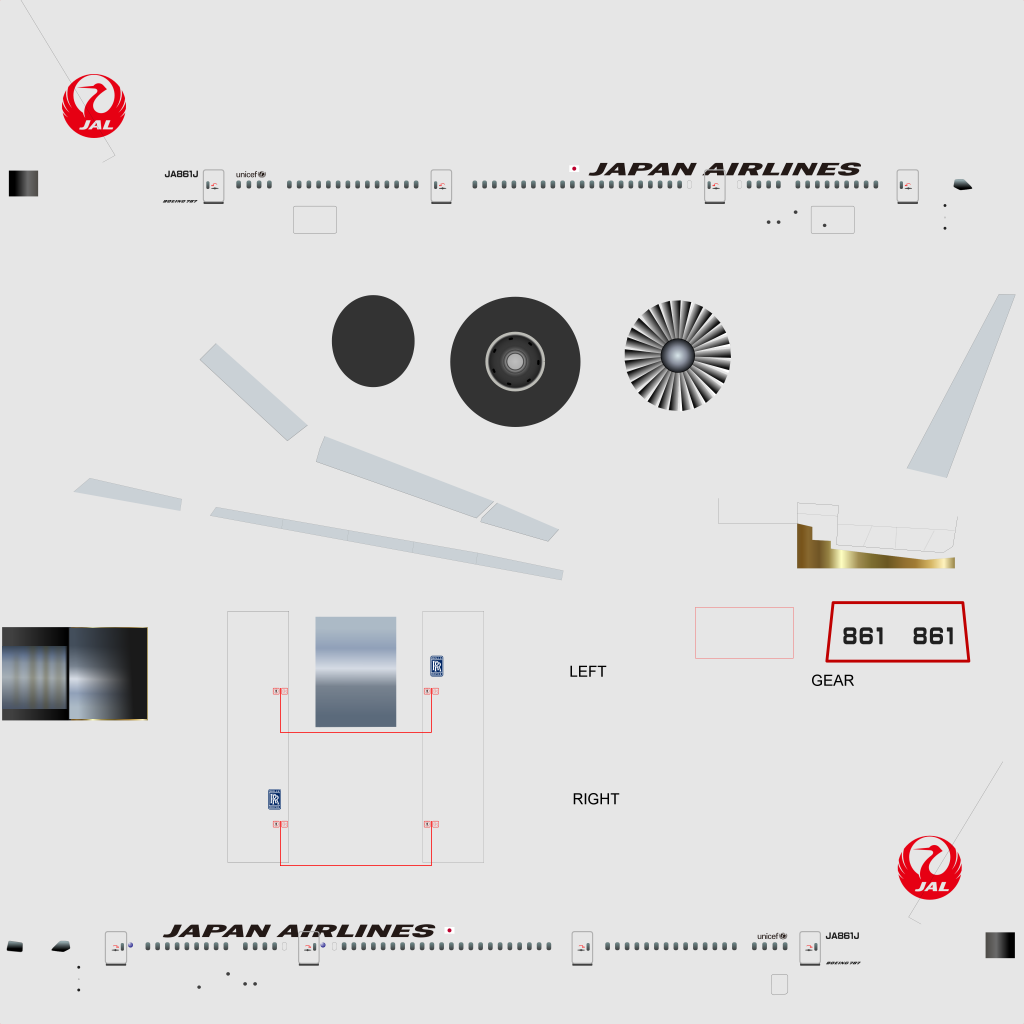 JAL
JA861J
unicef
JAPAN AIRLINES
BOEING 787
861 861
LEFT
GEAR
RR
RIGHT
RR
JAL
JAPAN AIRLINES
unicef
JA861J
BOEING 787